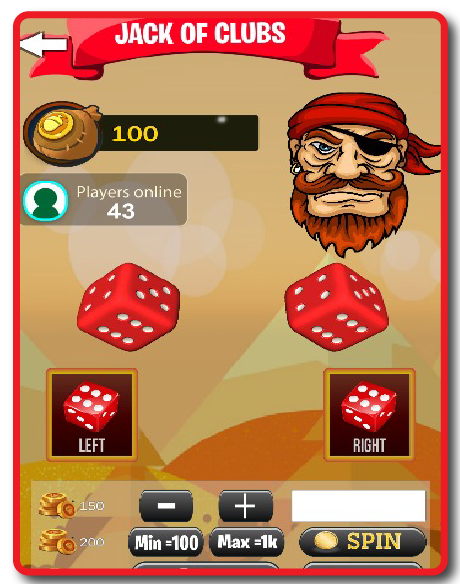 JACK OF CLUBS
100
Players online
43
LEFT
RIGHT
150
200
Min =100
Max =1k
SPIN